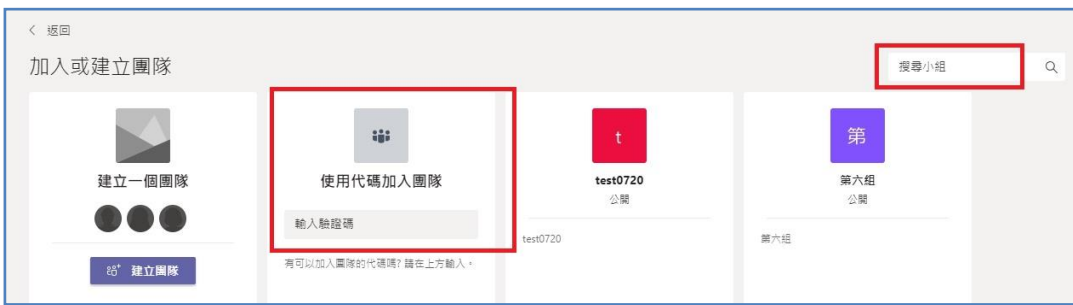 返回
加入或建立團隊
搜尋小組
建立一個團隊
建立團隊
使用代碼加入團隊
輸入驗證碼
有可以加入團隊的代碼嗎? 請在上方輸入。
t
test0720
公開
test0720
第
第六組
公開
第六組